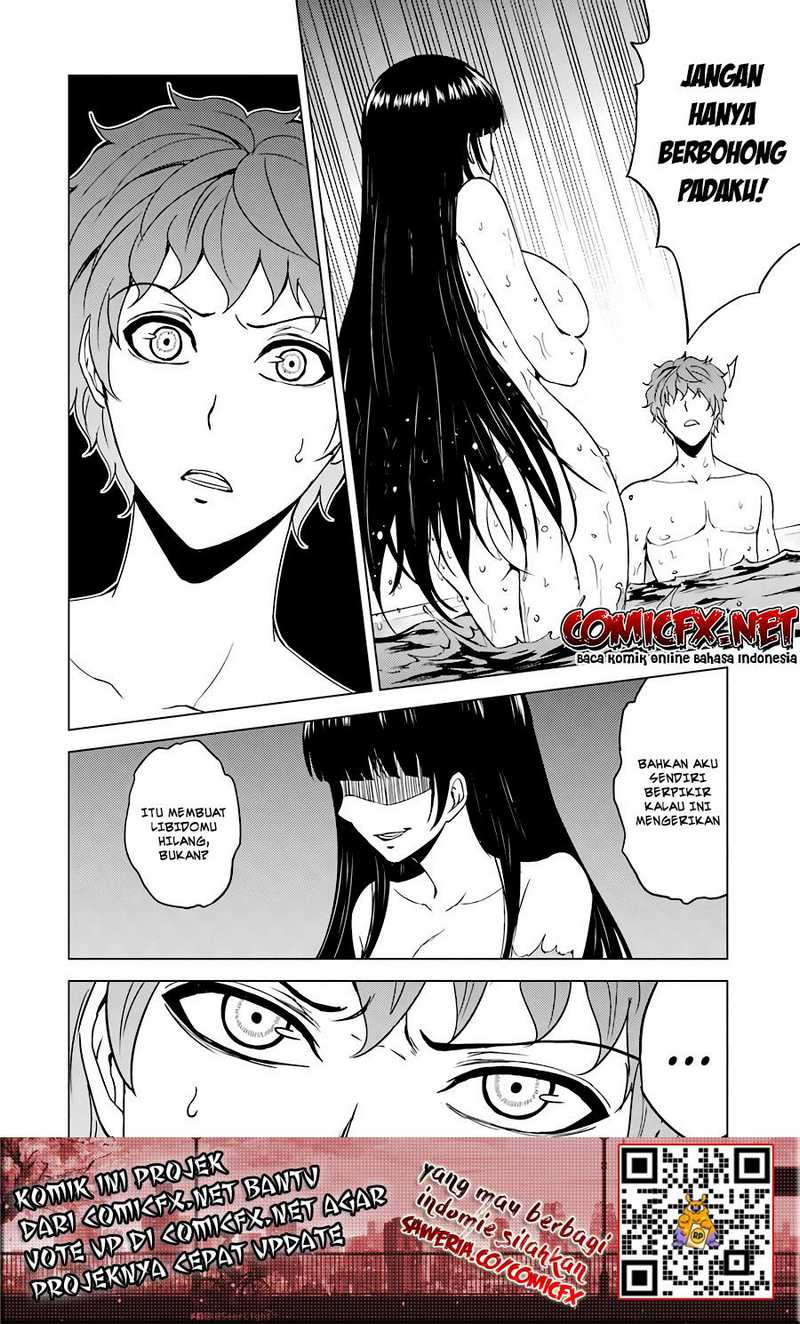 JANGAN
HANYA
BERBOHONG
PADAKU!
COMICFX.NET
Baca Komik Online Bahasa Indonesia
BAHKAN AKU
SENDIRI
BERPIKIR
KALAU INI
MENGERIKAN
ITU MEMBUAT
LIBIDOMU
HILANG,
BUKAN?
...
KOMIK INI PROJEK
DARI COMICFX.NET BANTU
VOTE UP DI COMICFX.NET AGAR
PROJEKNYA CEPAT UPDATE
yang mau berbagi
indomie silahkan
SAWERIA.CO/COMICFX
RP